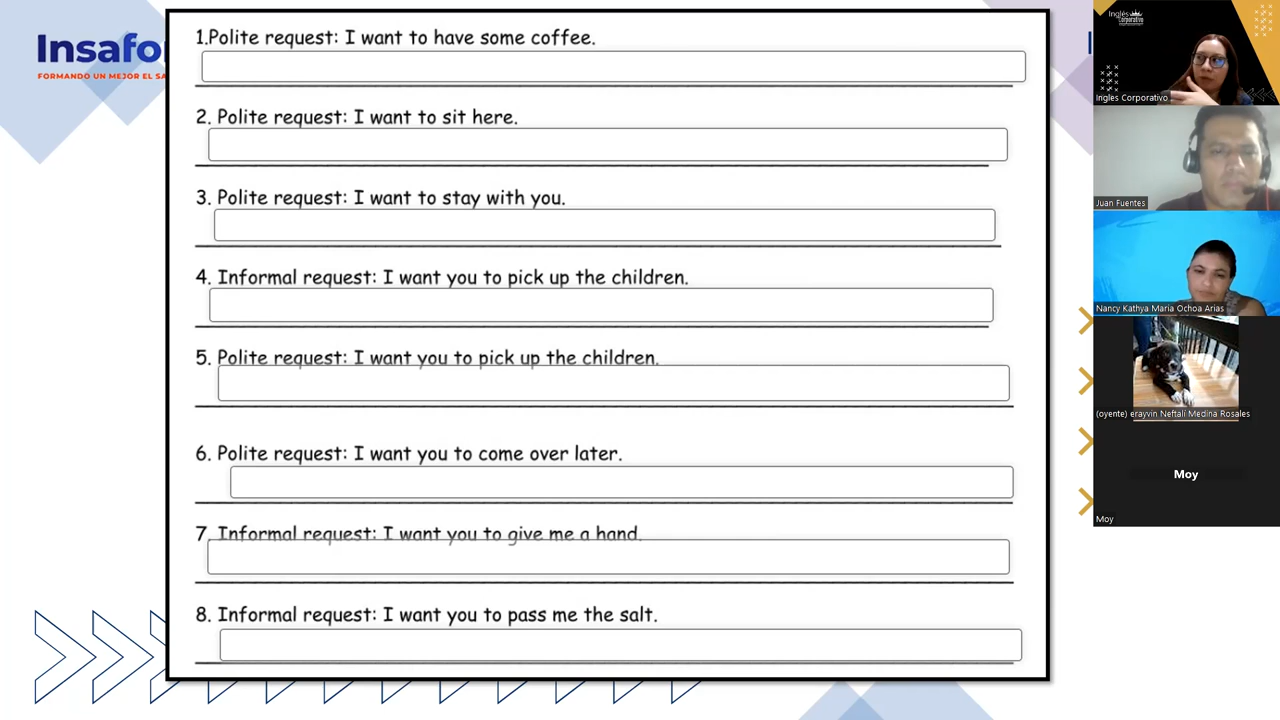 Insafo
FORMANDO UN MEJOR EL SA
1.Polite request: I want to have some coffee.
2. Polite request: I want to sit here.
3. Polite request: I want to stay with you.
4. Informal request: I want you to pick up the children.
5. Polite request: I want you to pick up the children.
6. Polite request: I want you to come over later.
7. Informal request: I want you to give me a hand.
8. Informal request: I want you to pass me the salt.
Inglés
Corporativo
Ingles Corporativo
Juan Fuentes
Nancy Kathya Maria Ochoa Arias
(oyente) erayvin Neftalí Medina Rosales
Moy
Moy